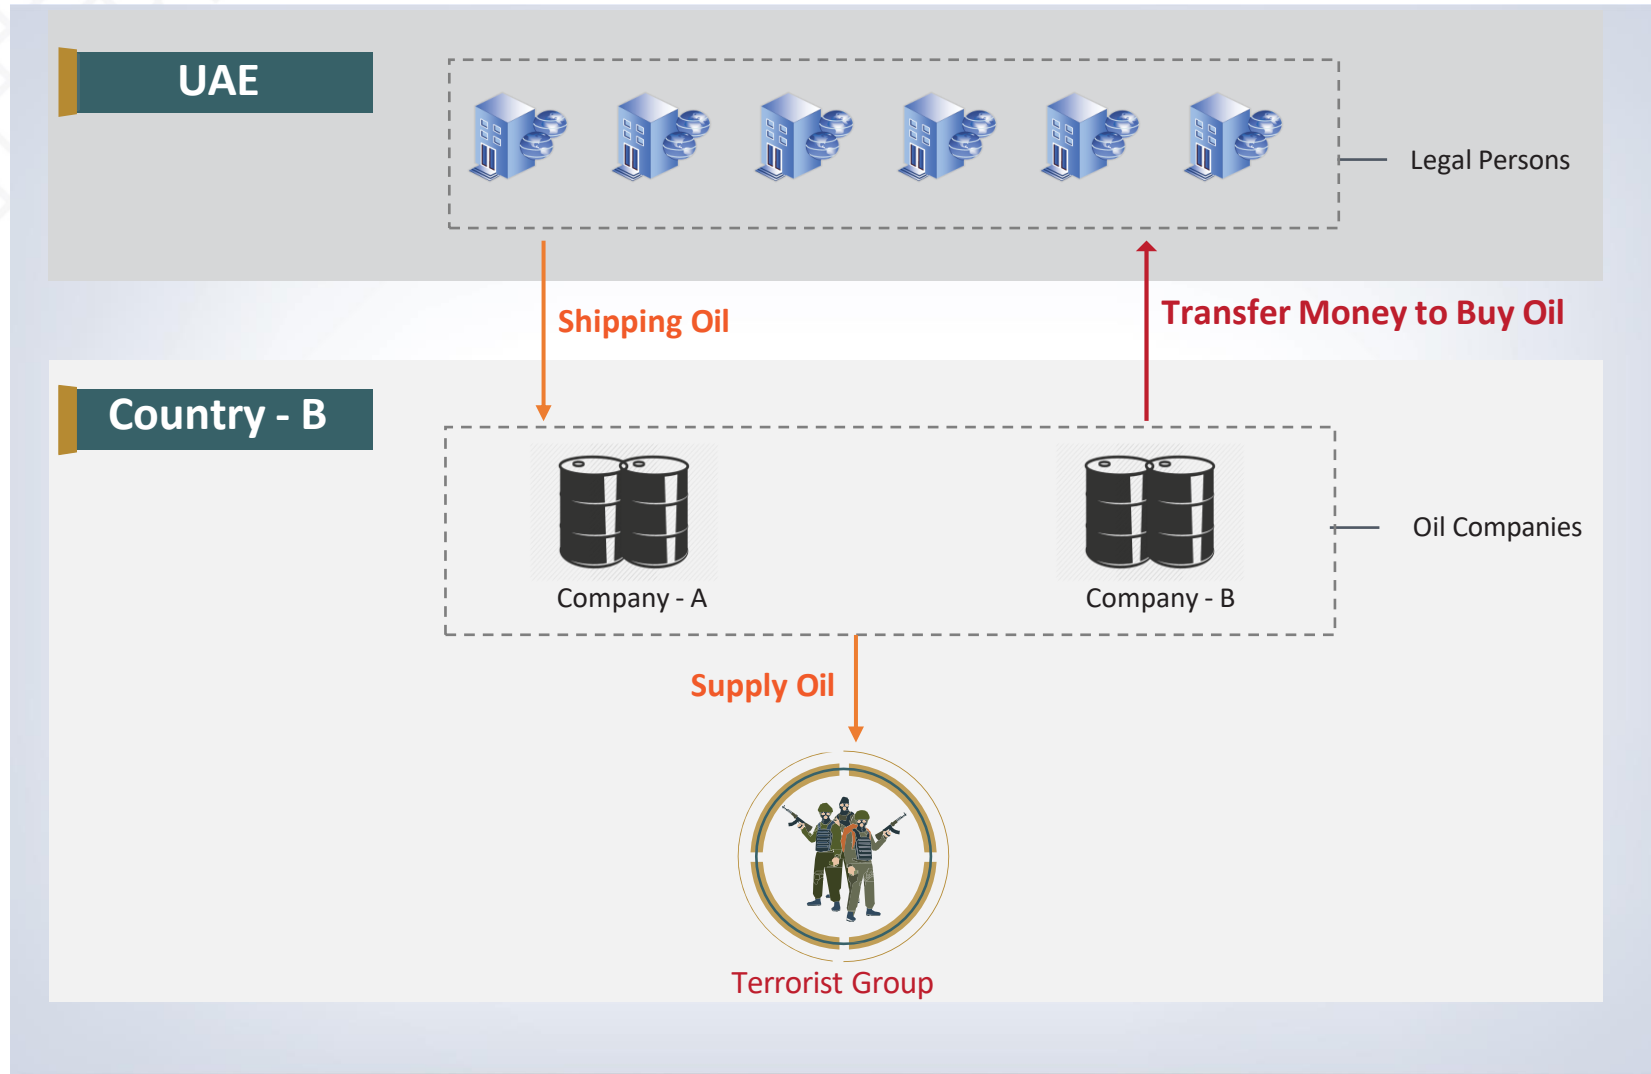 UAE
Legal Persons
Shipping Oil
Transfer Money to Buy Oil
Country - B
Oil Companies
Company - A
Company - B
Supply Oil
Terrorist Group